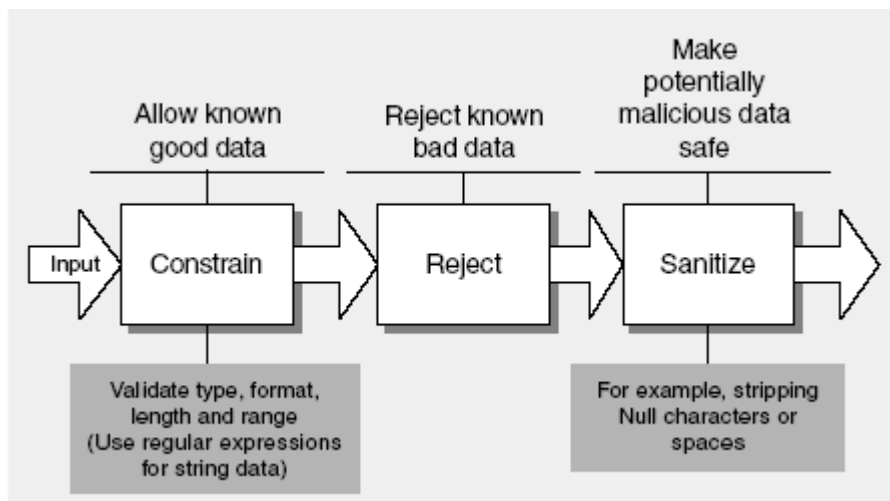 Allow known
good data
Reject known
bad data
Make
potentially
malicious data
safe
Input
Constrain
Reject
Sanitize
Validate type, format,
length and range
(Use regular expressions
for string data)
For example, stripping
Null characters or
spaces